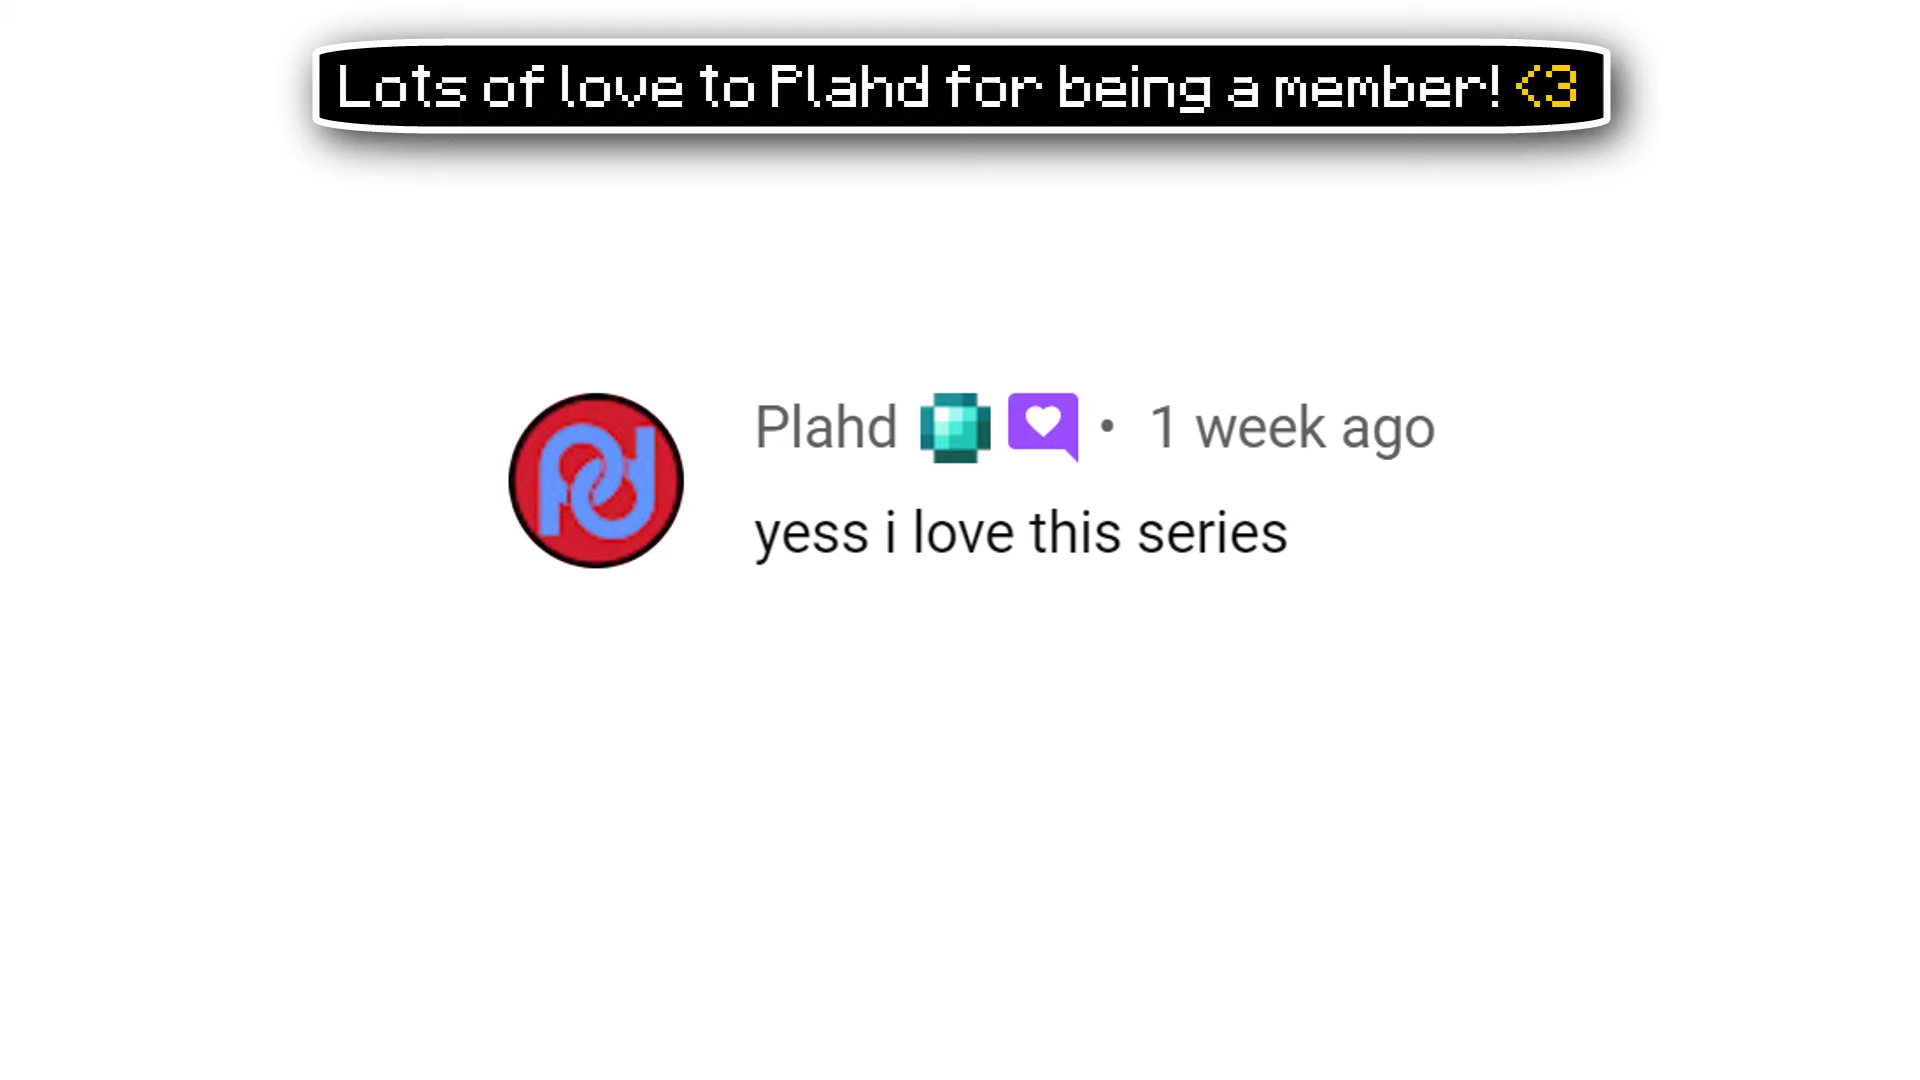 Lots of love to Plahd for being a member! <3
Plahd • 1 week ago
yess i love this series